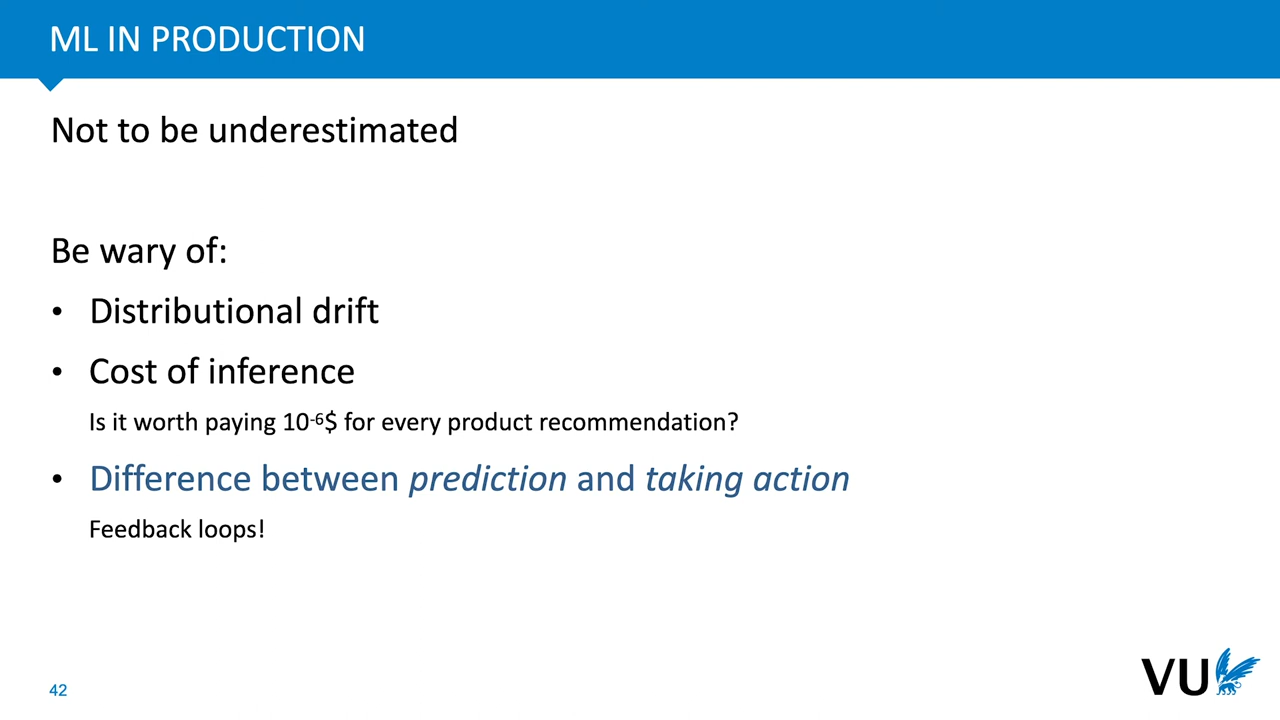 ML IN PRODUCTION
Not to be underestimated
Be wary of:
• Distributional drift
• Cost of inference
Is it worth paying 10-6$ for every product recommendation?
• Difference between prediction and taking action
Feedback loops!
42
VU